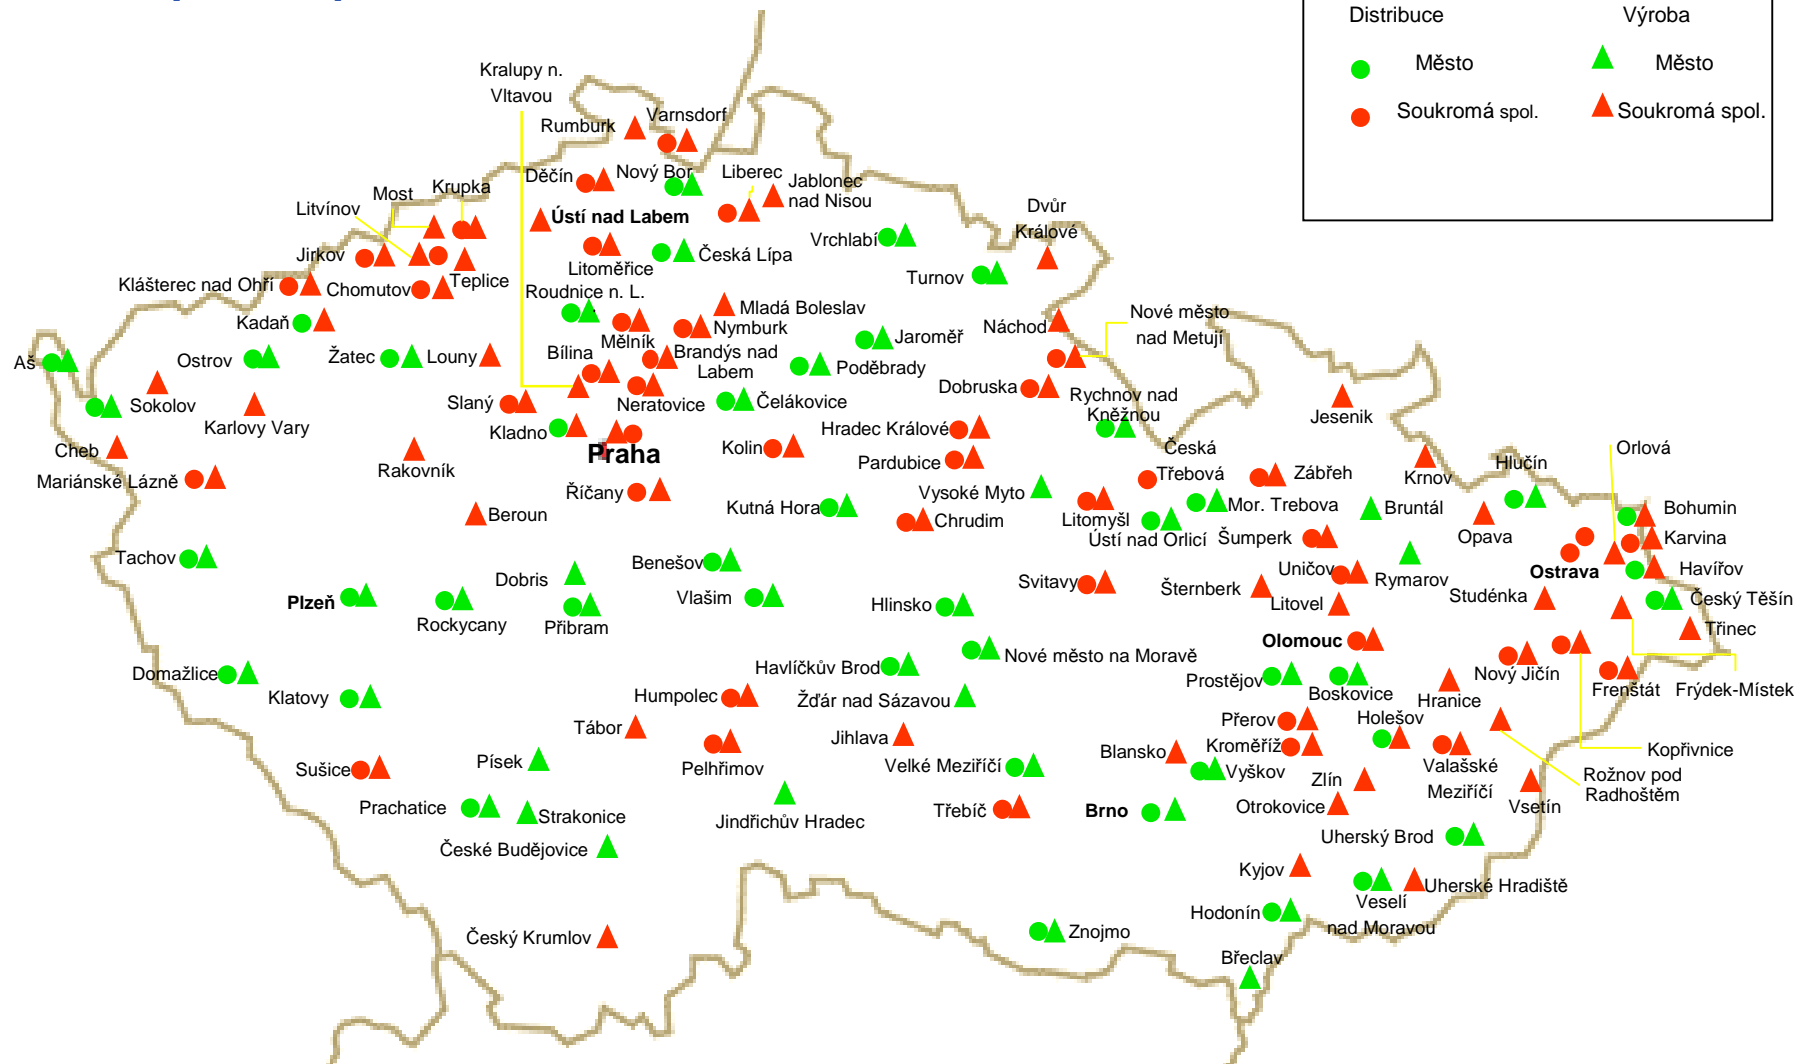 Distribuce
Výroba
Město
Město
Soukromá spol.
Soukromá spol.
Kralupy n.
Vltavou
Rumburk
Varnsdorf
Děčín
Nový Bor
Liberec
Jablonec
nad Nisou
Most
Krupka
Litvínov
Ústí nad Labem
Dvůr
Králové
Vrchlabí
Jirkov
Litoměřice
Česká Lípa
Turnov
Klášterec nad Ohří
Chomutov
Teplice
Roudnice n. L.
Mladá Boleslav
Kadaň
Mělník
Nymburk
Jaroměř
Náchod
Nové město
nad Metují
Aš
Ostrov
Žatec
Louny
Bílina
Brandýs nad
Labem
Poděbrady
Dobruska
Rychnov nad
Kněžnou
Sokolov
Karlovy Vary
Slaný
Neratovice
Čelákovice
Jesenik
Cheb
Kladno
Praha
Kolin
Hradec Králové
Česká
Třebová
Orlová
Mariánské Lázně
Rakovník
Pardubice
Zábřeh
Krnov
Hlučín
Říčany
Vysoké Myto
Beroun
Kutná Hora
Chrudim
Litomyšl
Mor. Trebova
Bruntál
Bohumin
Ústí nad Orlicí
Šumperk
Opava
Karvina
Tachov
Benešov
Uničov
Rymarov
Ostrava
Havířov
Dobris
Svitavy
Šternberk
Plzeň
Rockycany
Přibram
Vlašim
Hlinsko
Litovel
Studénka
Český Těšín
Třinec
Olomouc
Nové město na Moravě
Domažlice
Havlíčkův Brod
Prostějov
Boskovice
Nový Jičín
Klatovy
Humpolec
Žďár nad Sázavou
Hranice
Frenštát
Frýdek-Místek
Tábor
Jihlava
Přerov
Holešov
Písek
Pelhřimov
Blansko
Kroměříž
Kopřivnice
Sušice
Velké Meziříčí
Vyškov
Zlín
Valašské
Meziříčí
Rožnov pod
Radhoštěm
Prachatice
Strakonice
Jindřichův Hradec
Třebíč
Brno
Otrokovice
Vsetín
České Budějovice
Uherský Brod
Kyjov
Uherské Hradiště
Veselí
nad Moravou
Hodonín
Český Krumlov
Znojmo
Břeclav